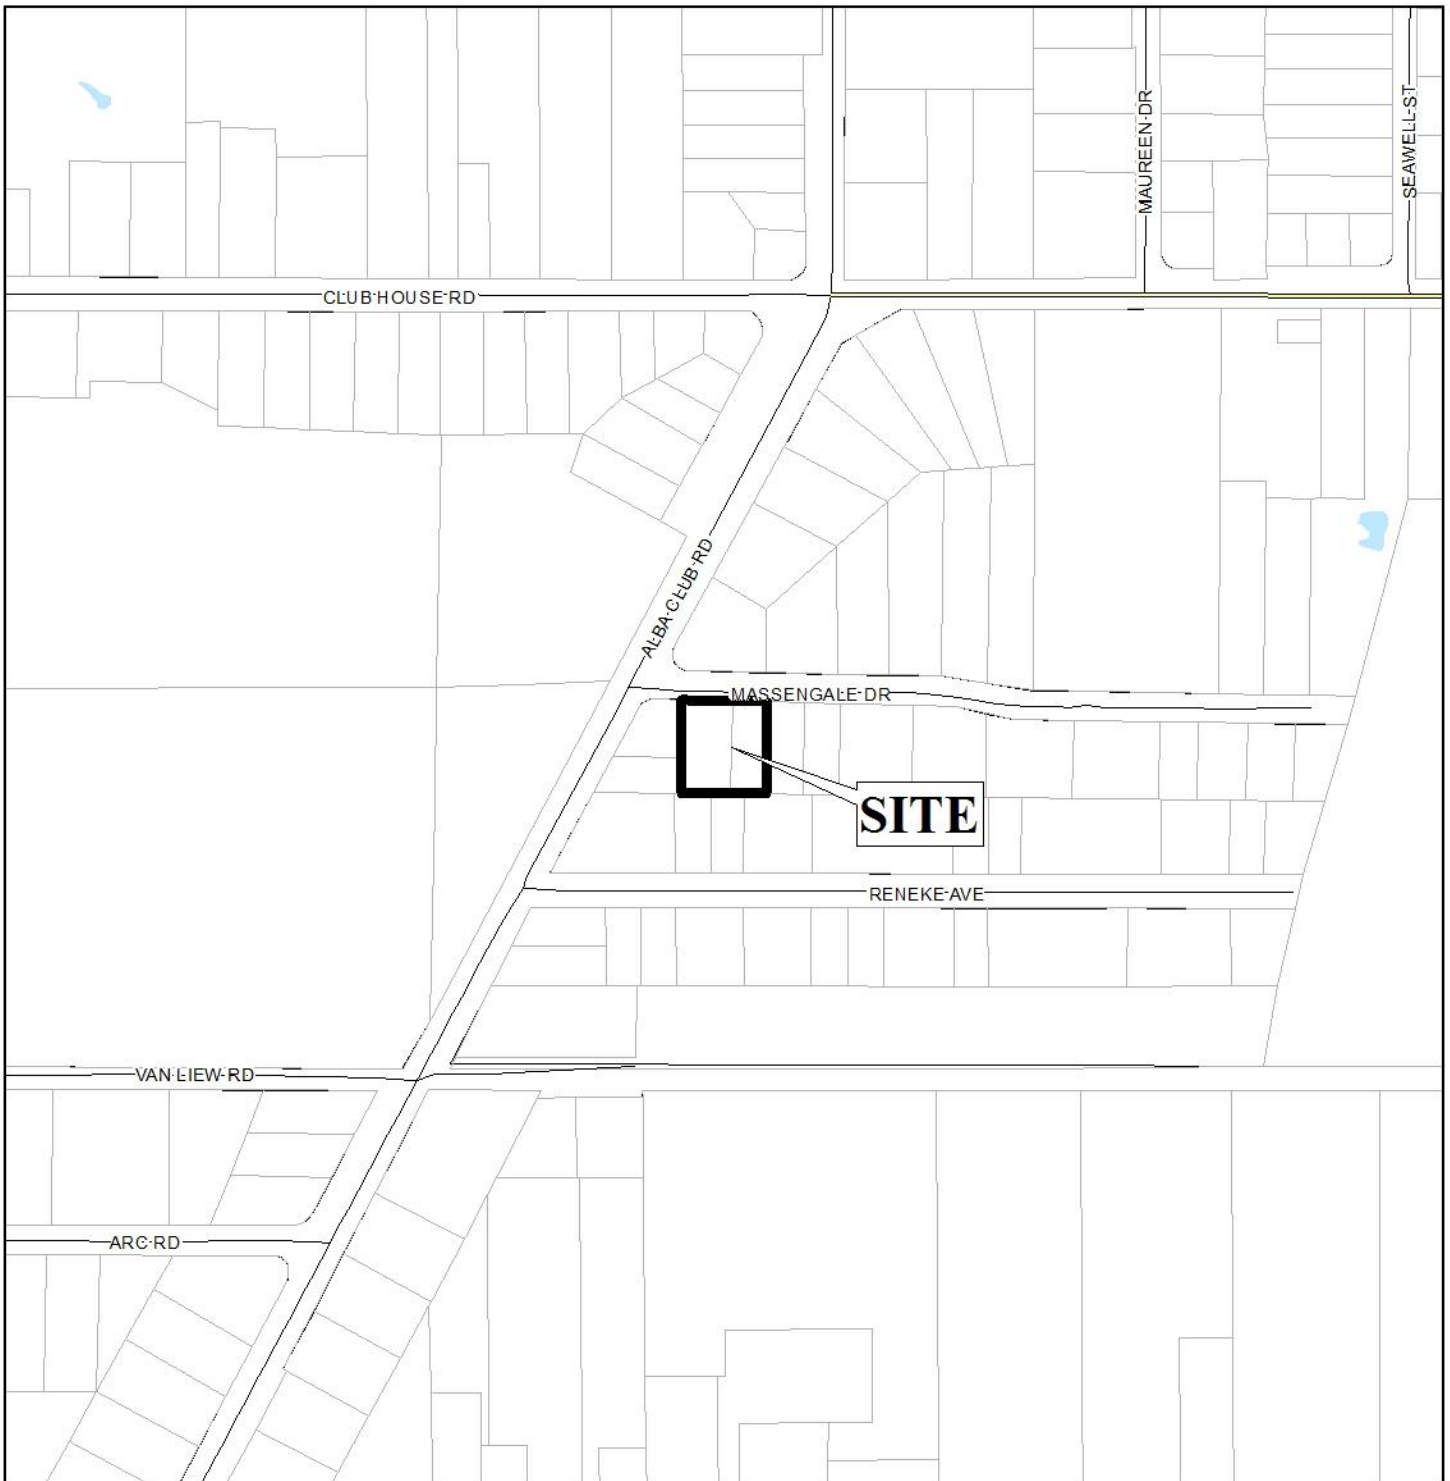 MAUREEN DR
SEAWELL ST
CLUB HOUSE RD
ALBA CLUB RD
MASSENGALE DR
SITE
RENEKE AVE
VAN LIEW RD
ARC RD